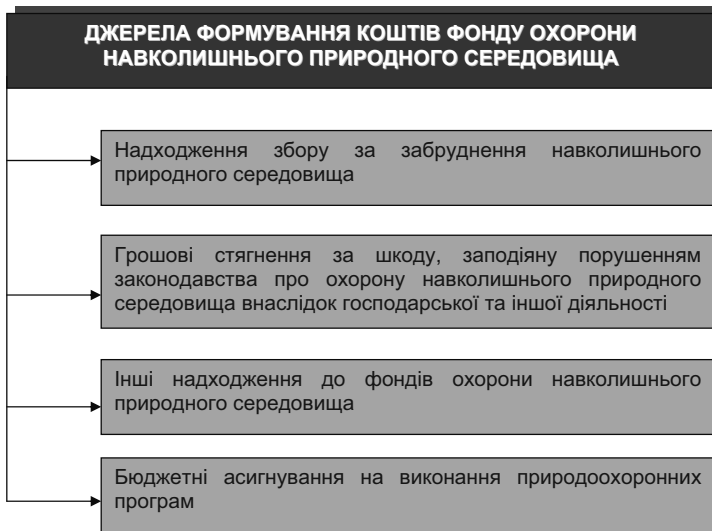 ДЖЕРЕЛА ФОРМУВАННЯ КОШТІВ ФОНДУ ОХОРОНИ
НАВКОЛИШНЬОГО ПРИРОДНОГО СЕРЕДОВИЩА
Надходження збору за забруднення навколишнього
природного середовища
Грошові стягнення за шкоду, заподіяну порушенням
законодавства про охорону навколишнього природного
середовища внаслідок господарської та іншої діяльності
Інші надходження до фондів охорони навколишнього
природного середовища
Бюджетні асигнування на виконання природоохоронних
програм